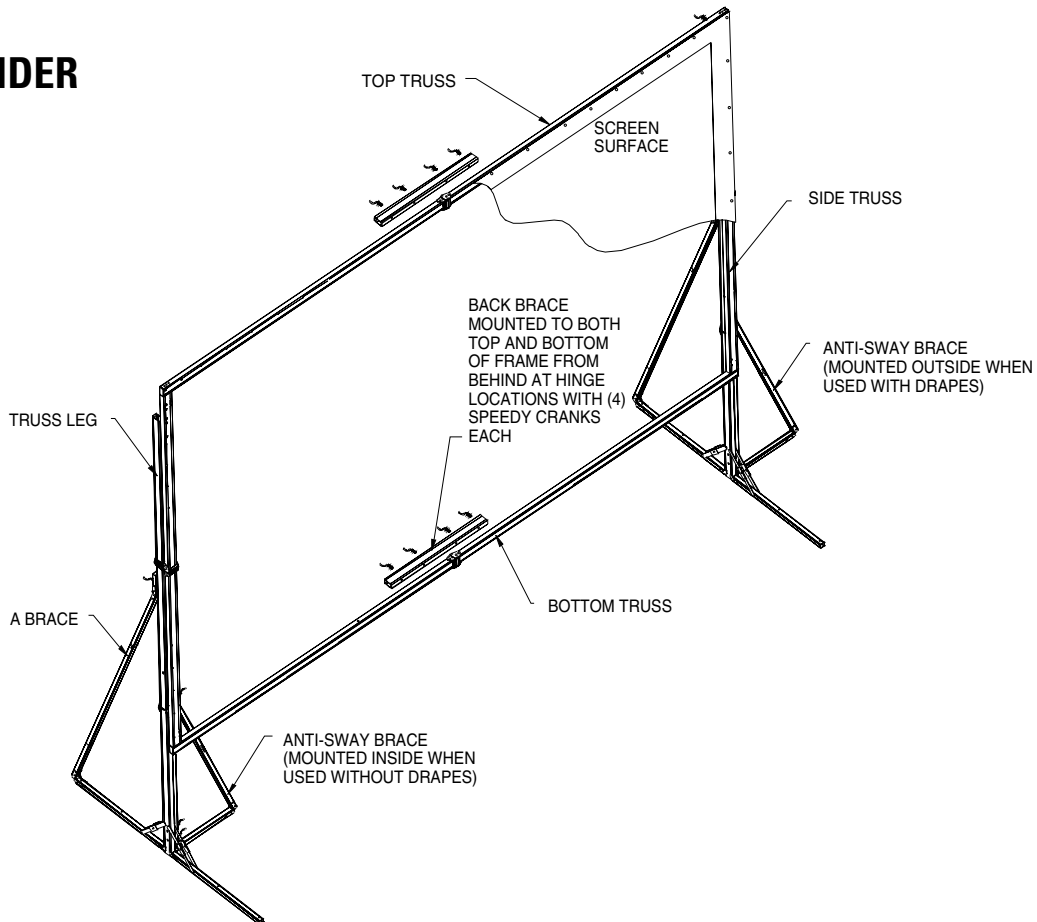 TOP TRUSS
SCREEN
SURFACE
SIDE TRUSS
BACK BRACE
MOUNTED TO BOTH
TOP AND BOTTOM
OF FRAME FROM
BEHIND AT HINGE
LOCATIONS WITH (4)
SPEEDY CRANKS
EACH
ANTI-SWAY BRACE
(MOUNTED OUTSIDE WHEN
USED WITH DRAPES)
TRUSS LEG
BOTTOM TRUSS
A BRACE
ANTI-SWAY BRACE
(MOUNTED INSIDE WHEN
USED WITHOUT DRAPES)